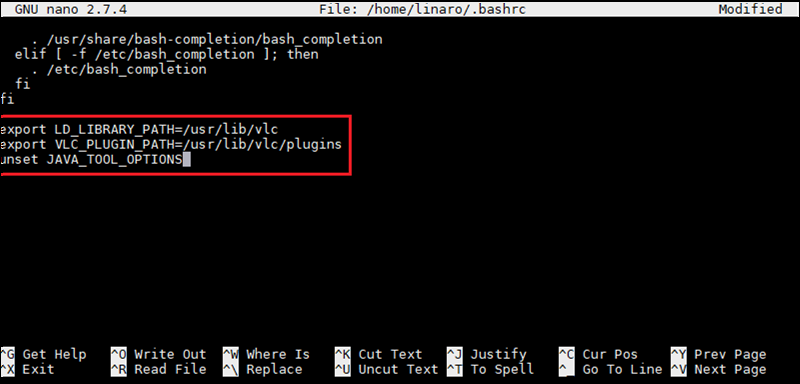 GNU nano 2.7.4 File: /home/linaro/.bashrc Modified
. /usr/share/bash-completion/bash_completion
elif [ -f /etc/bash_completion ]; then
. /etc/bash_completion
fi
fi
export LD_LIBRARY_PATH=/usr/lib/vlc
export VLC_PLUGIN_PATH=/usr/lib/vlc/plugins
unset JAVA_TOOL_OPTIONS
^G Get Help ^O Write Out ^W Where Is ^K Cut Text ^J Justify ^C Cur Pos ^Y Prev Page
^X Exit ^R Read File ^\ Replace ^U Uncut Text ^T To Spell ^_ Go To Line ^V Next Page